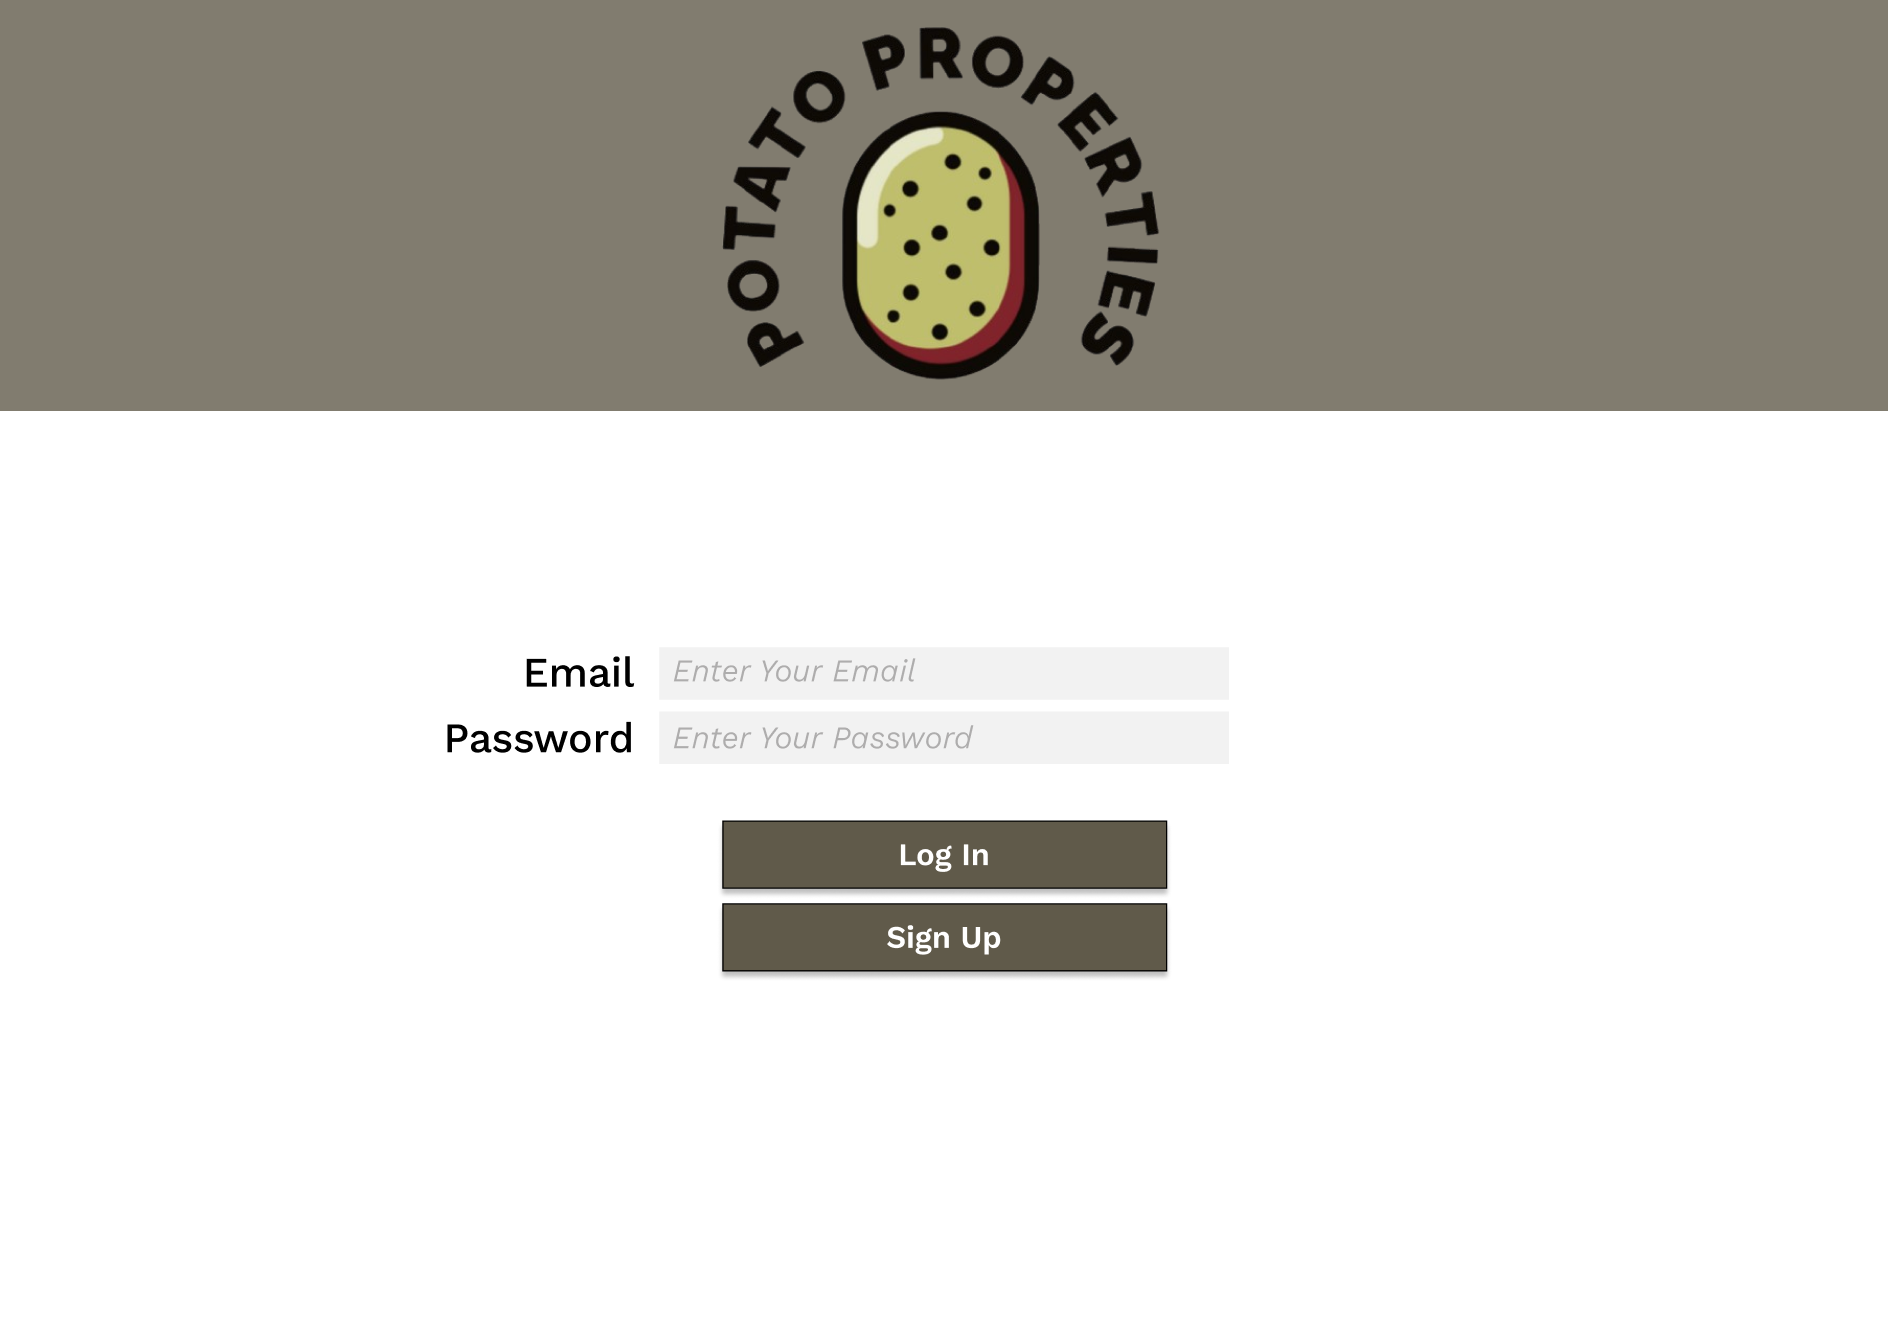 POTATO PROPERTIES
Email
Enter Your Email
Password
Enter Your Password
Log In
Sign Up